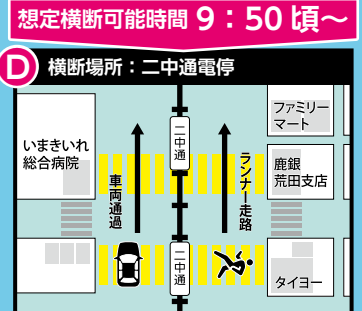 想定横断可能時間 9:50頃～
D 横断場所：二中通電停
ファミリー
マート
二中通
いまきいれ
総合病院
鹿銀
荒田支店
車両通過
ランナー走路
二中通
タイヨー